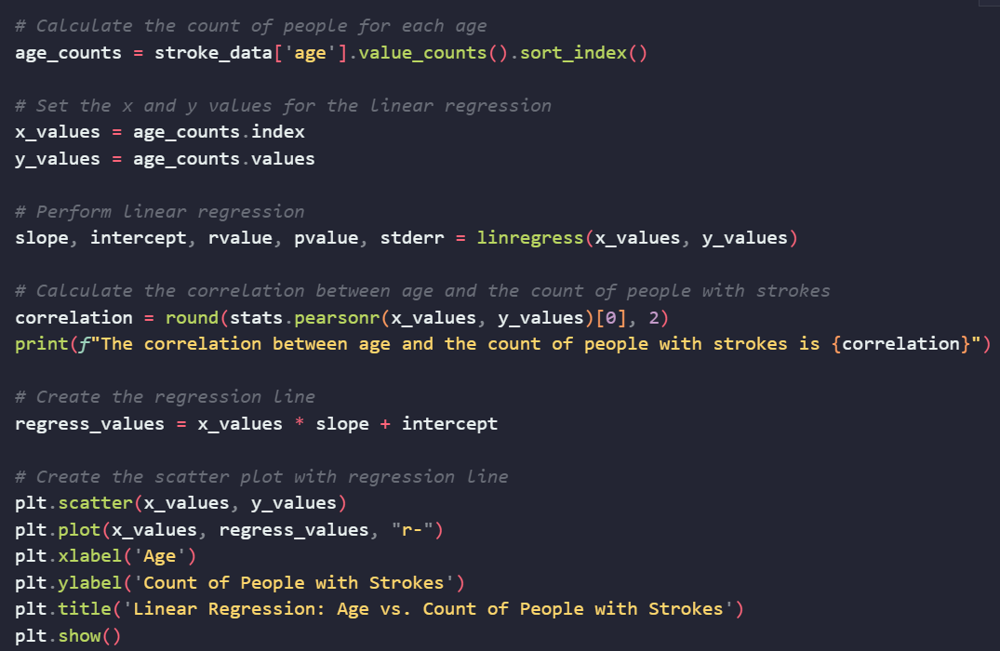 # Calculate the count of people for each age
age_counts = stroke_data['age'].value_counts().sort_index()
# Set the x and y values for the linear regression
x_values = age_counts.index
y_values = age_counts.values
# Perform linear regression
slope, intercept, rvalue, pvalue, stderr = linregress(x_values, y_values)
# Calculate the correlation between age and the count of people with strokes
correlation = round(stats.pearsonr(x_values, y_values)[0], 2)
print(f"The correlation between age and the count of people with strokes is {correlation}")
# Create the regression line
regress_values = x_values * slope + intercept
# Create the scatter plot with regression line
plt.scatter(x_values, y_values)
plt.plot(x_values, regress_values, "r-")
plt.xlabel('Age')
plt.ylabel('Count of People with Strokes')
plt.title('Linear Regression: Age vs. Count of People with Strokes')
plt.show()